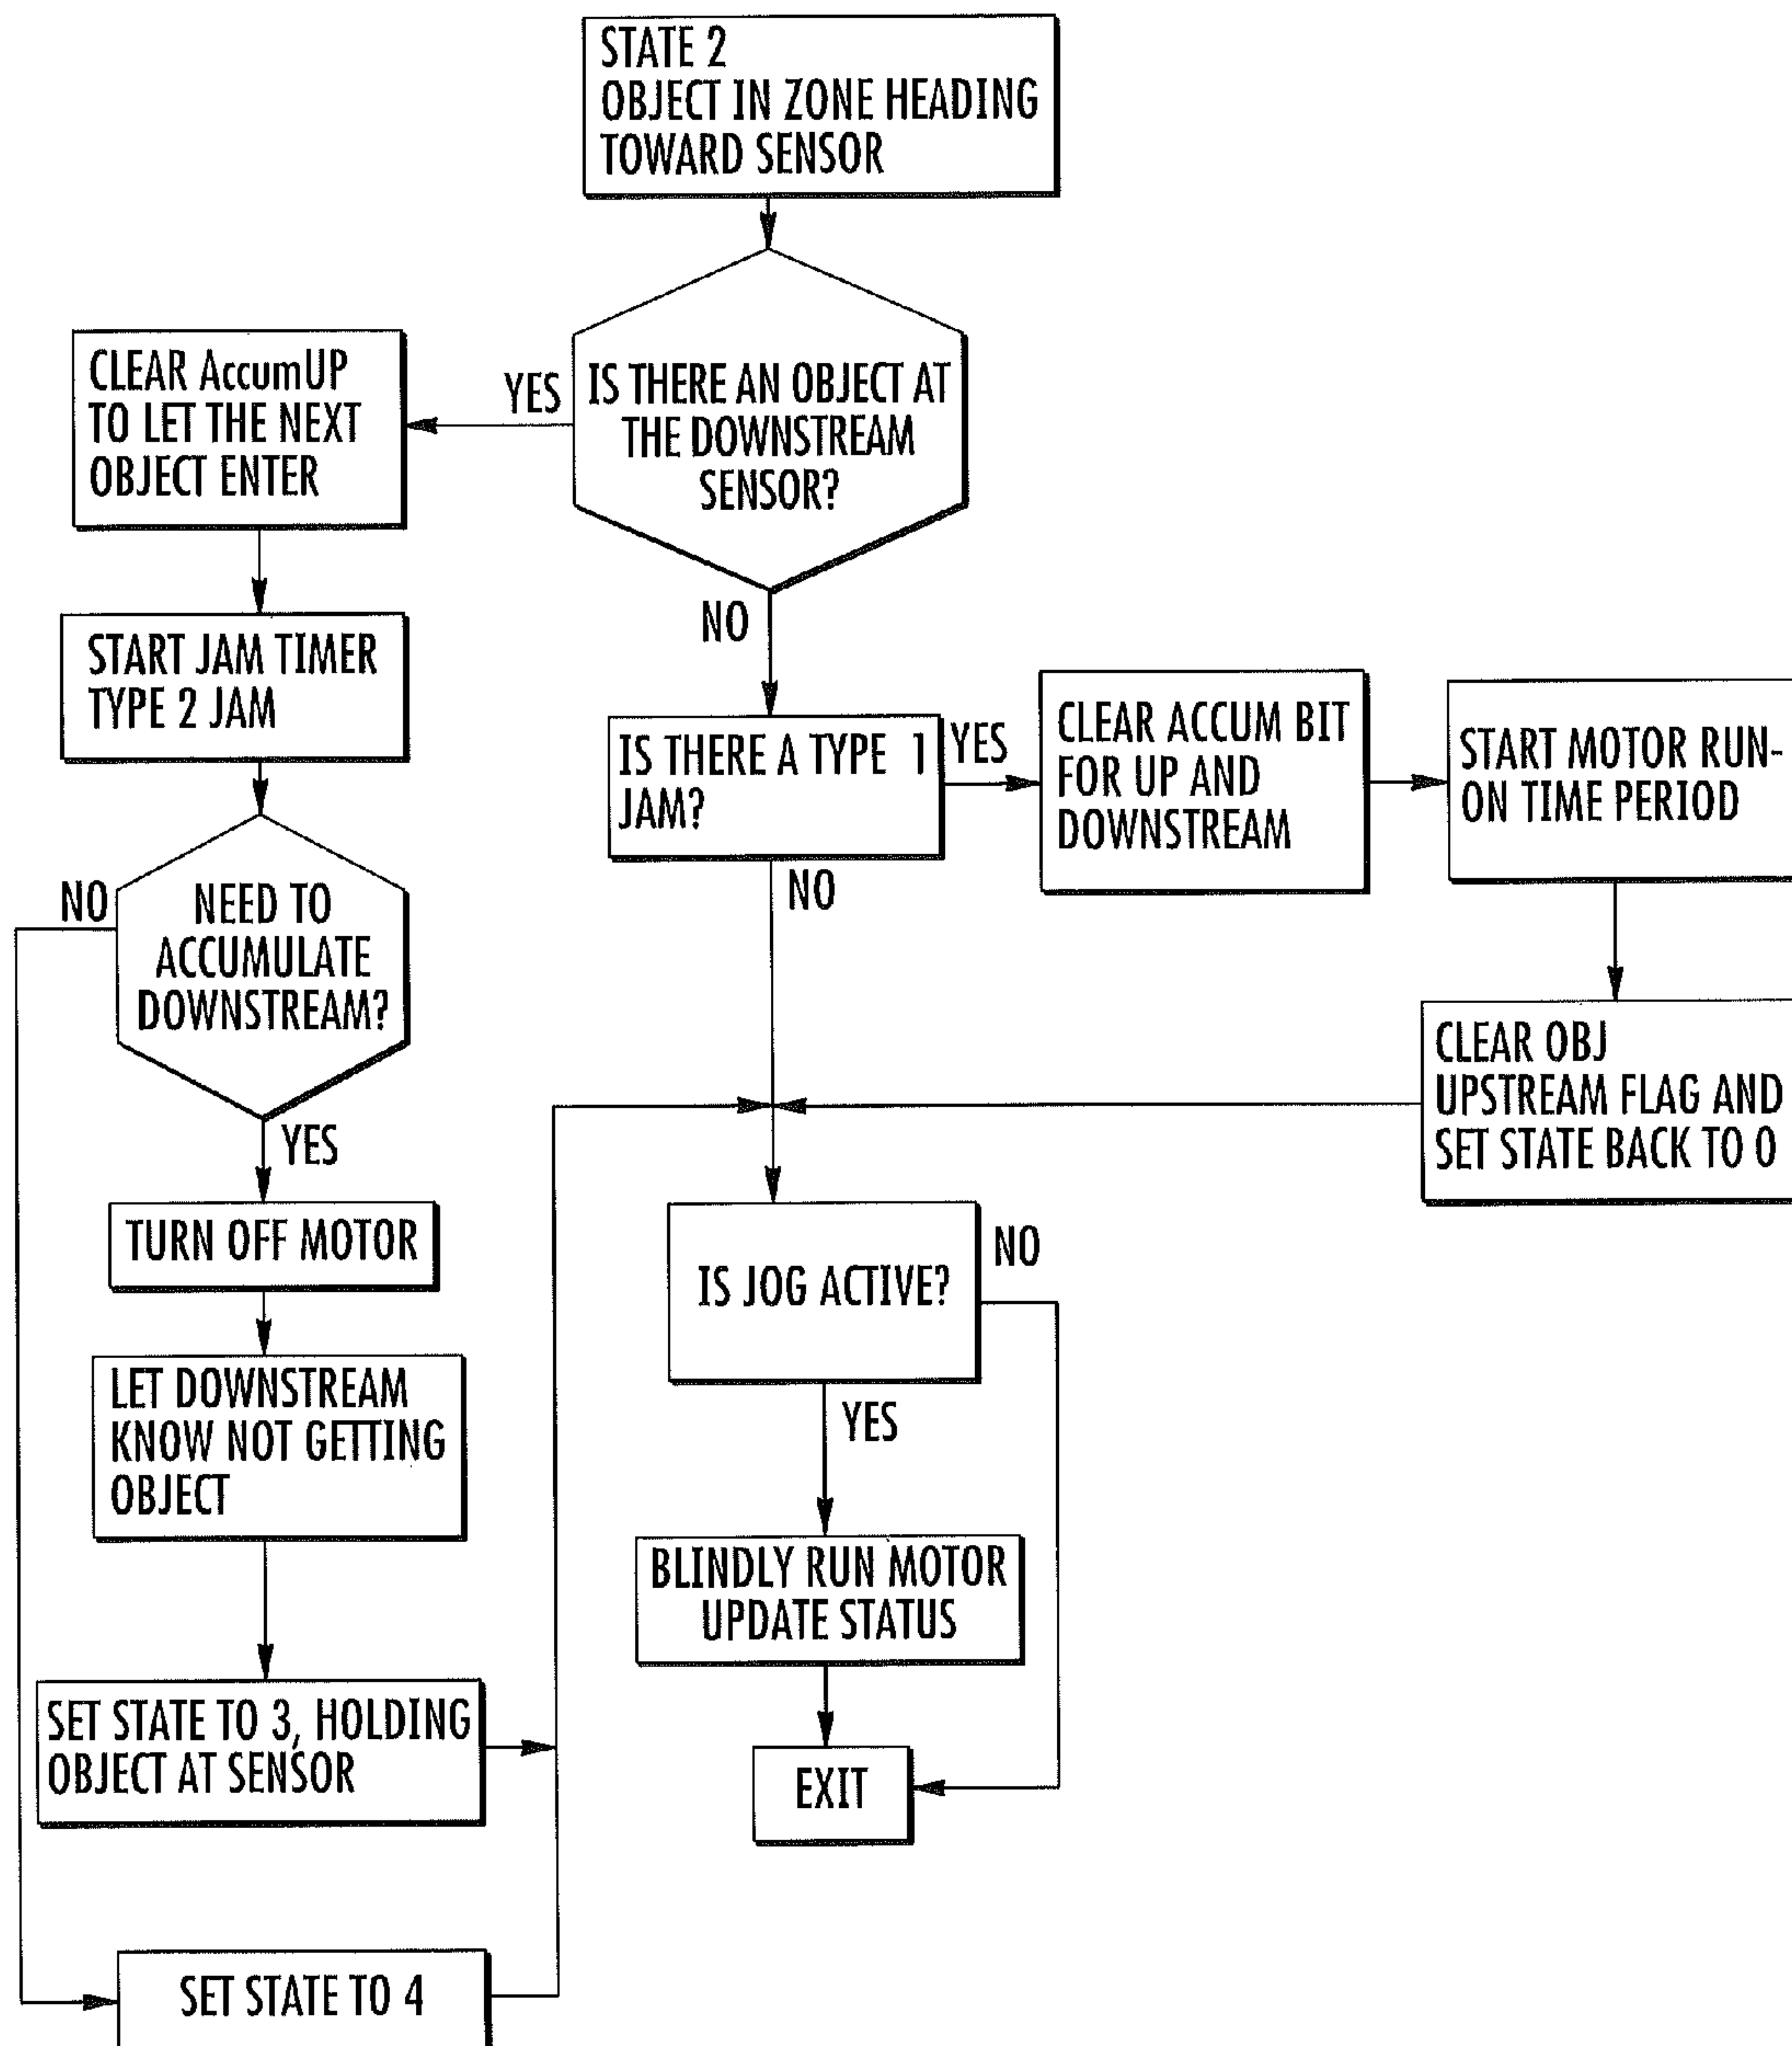 STATE 2
OBJECT IN ZONE HEADING
TOWARD SENSOR
IS THERE AN OBJECT AT
THE DOWNSTREAM
SENSOR?
YES
CLEAR AccumUP
TO LET THE NEXT
OBJECT ENTER
START JAM TIMER
TYPE 2 JAM
NEED TO
ACCUMULATE
DOWNSTREAM?
NO
YES
TURN OFF MOTOR
LET DOWNSTREAM
KNOW NOT GETTING
OBJECT
SET STATE TO 3, HOLDING
OBJECT AT SENSOR
SET STATE TO 4
NO
IS THERE A TYPE 1
JAM?
YES
CLEAR ACCUM BIT
FOR UP AND
DOWNSTREAM
START MOTOR RUN-
ON TIME PERIOD
CLEAR OBJ
UPSTREAM FLAG AND
SET STATE BACK TO 0
NO
IS JOG ACTIVE?
NO
YES
BLINDLY RUN MOTOR
UPDATE STATUS
EXIT